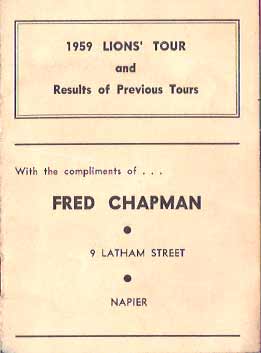 1959 LIONS' TOUR
and
Results of Previous Tours
With the compliments of . . .
FRED CHAPMAN
9 LATHAM STREET
NAPIER